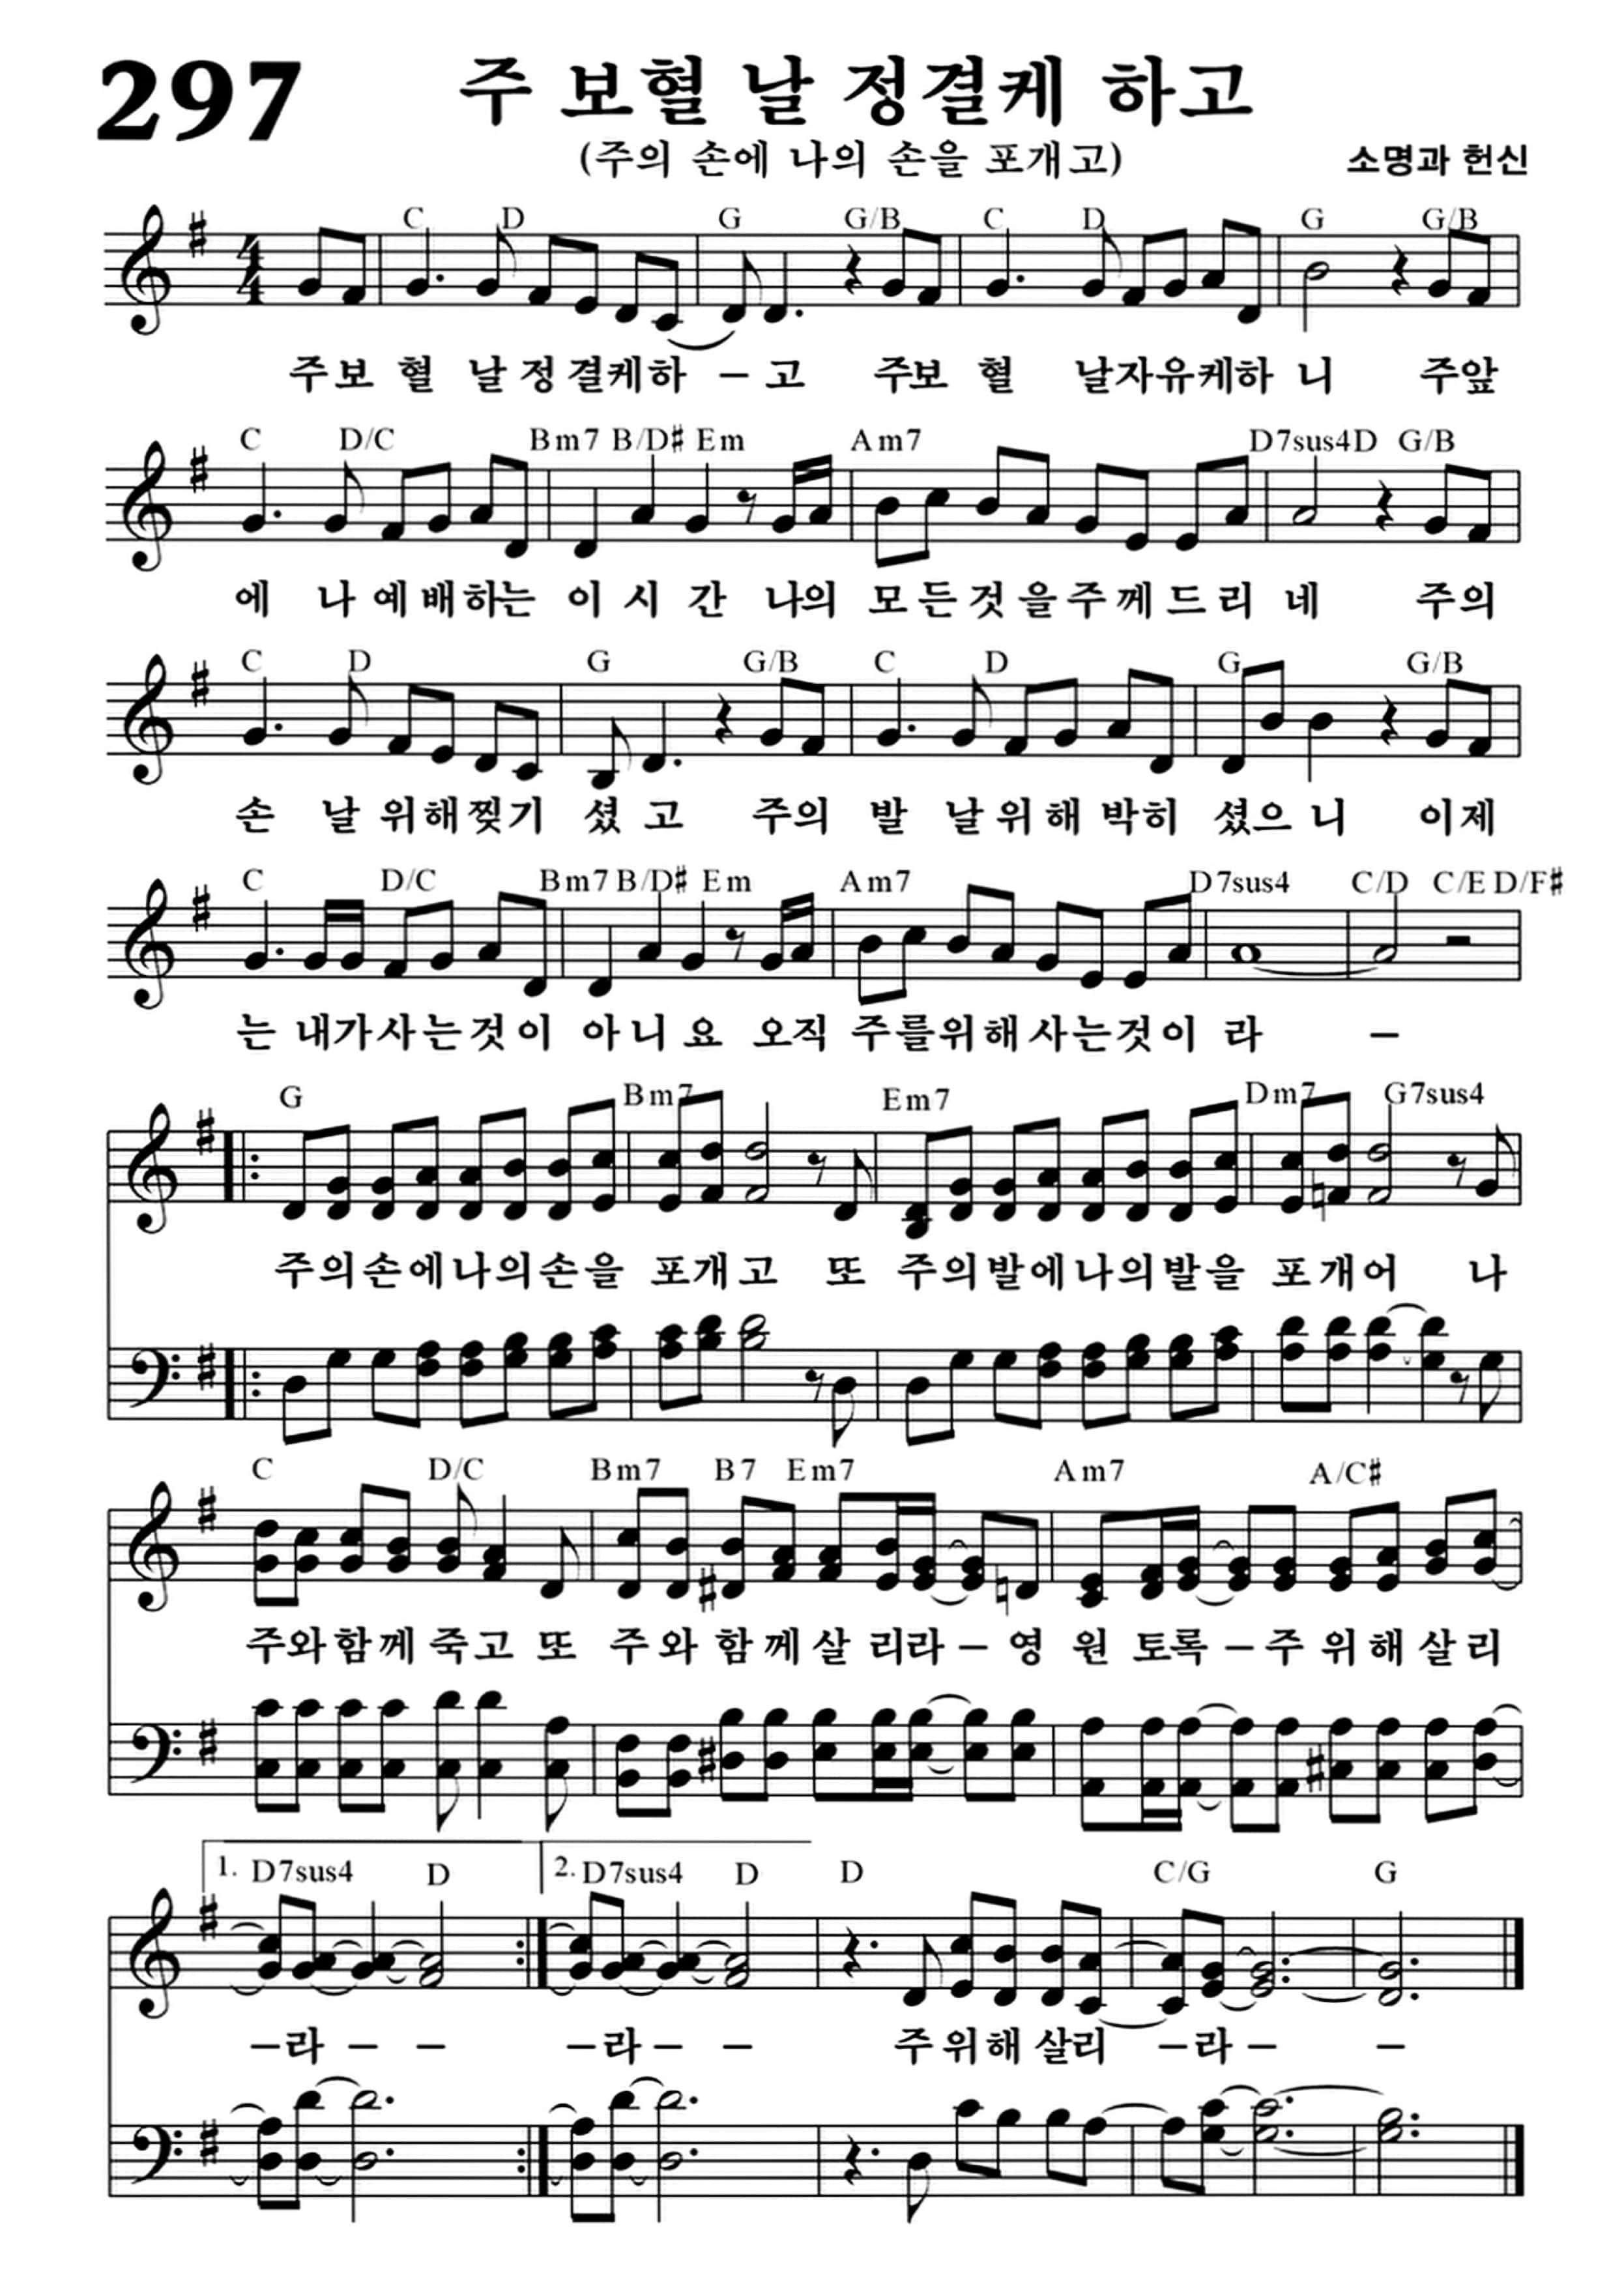 297
주 보혈 날 정결케 하고
(주의 손에 나의 손을 포개고)
소명과 헌신
C D G G/B C D G G/B
주보 혈 날정결케하 – 고 주보 혈 날자유케하 니 주앞
C D/C Bm7 B/D♯ Em Am7 D7sus4 D G/B
에 나예배하는 이시간 나의 모든것을주께드리 네 주의
C D G G/B C D G G/B
손 날위해찢기 셨고 주의 발 날위해박히 셨으니 이제
C D/C Bm7 B/D♯ Em Am7 D7sus4 C/D C/E D/F♯
는 내가사는것이 아니요 오직 주를위해사는것이 라 –
G Bm7 Em7 Dm7 G7sus4
주의손에나의손을 포개고 또 주의발에나의발을 포개어 나
C D/C Bm7 B7 Em7 Am7 A/C♯
주와함께죽고 또 주와함께살리라 – 영원토록 – 주위해살리
1. D7sus4 D 2. D7sus4 D D C/G G
–라 – – –라 – – 주위해살리 –라 – –